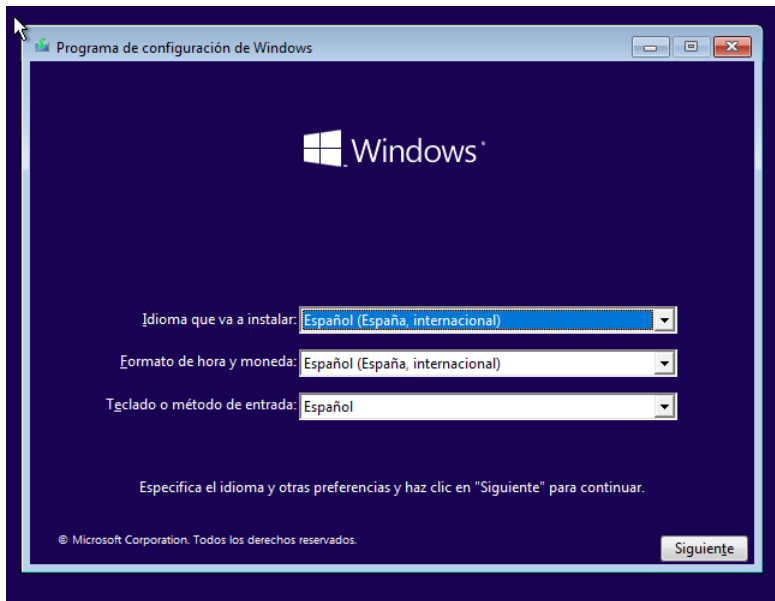 Programa de configuración de Windows
Windows®
Idioma que va a instalar: Español (España, internacional)
Formato de hora y moneda: Español (España, internacional)
Teclado o método de entrada: Español
Especifica el idioma y otras preferencias y haz clic en "Siguiente" para continuar.
© Microsoft Corporation. Todos los derechos reservados.
Siguiente